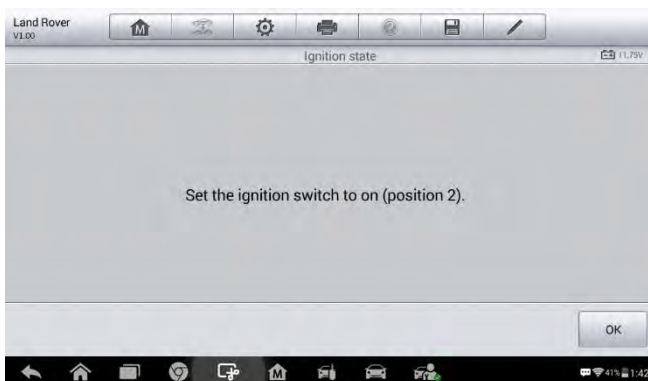 Land Rover
V1.00
M
Ignition state
11.75V
Set the ignition switch to on (position 2).
OK
M
41% 1:42